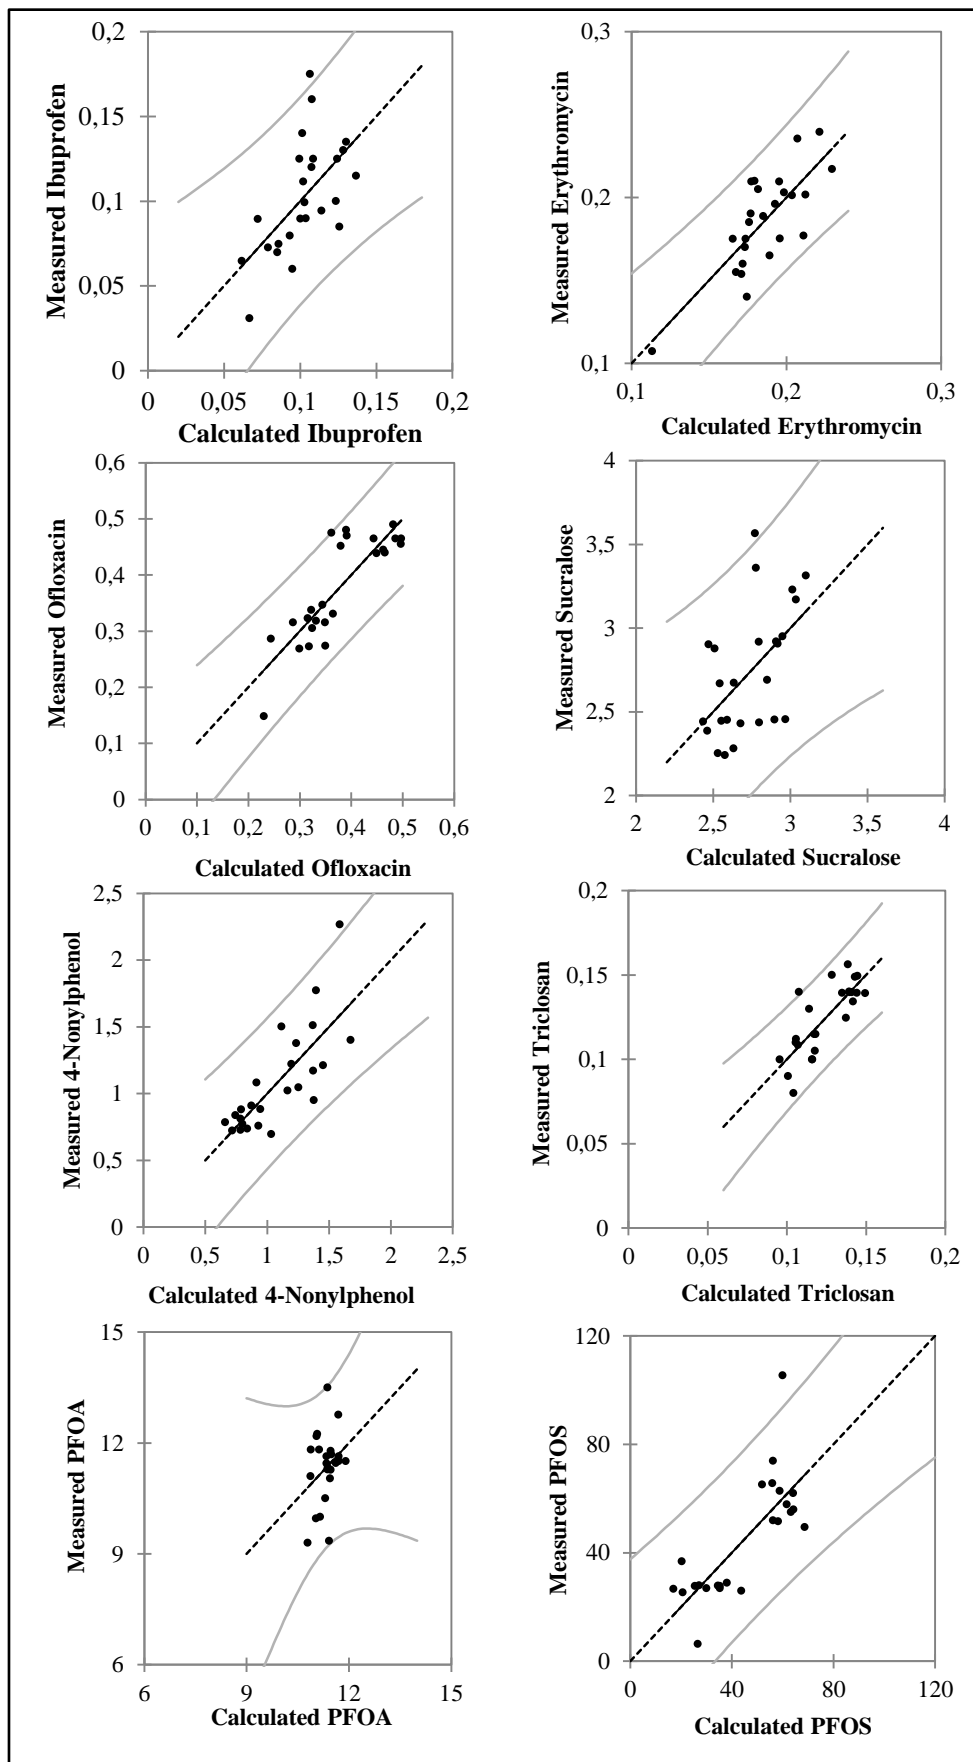 0,2
0,15
0,1
0,05
0
Measured Ibuprofen
0 0,05 0,1 0,15 0,2
Calculated Ibuprofen
0,3
0,2
0,1
Measured Erythromycin
0,1 0,2 0,3
Calculated Erythromycin
0,6
0,5
0,4
0,3
0,2
0,1
0
Measured Ofloxacin
0 0,1 0,2 0,3 0,4 0,5 0,6
Calculated Ofloxacin
4
3,5
3
2,5
2
Measured Sucralose
2 2,5 3 3,5 4
Calculated Sucralose
2,5
2
1,5
1
0,5
0
Measured 4-Nonylphenol
0 0,5 1 1,5 2 2,5
Calculated 4-Nonylphenol
0,2
0,15
0,1
0,05
0
Measured Triclosan
0 0,05 0,1 0,15 0,2
Calculated Triclosan
15
12
9
6
Measured PFOA
6 9 12 15
Calculated PFOA
120
80
40
0
Measured PFOS
0 40 80 120
Calculated PFOS